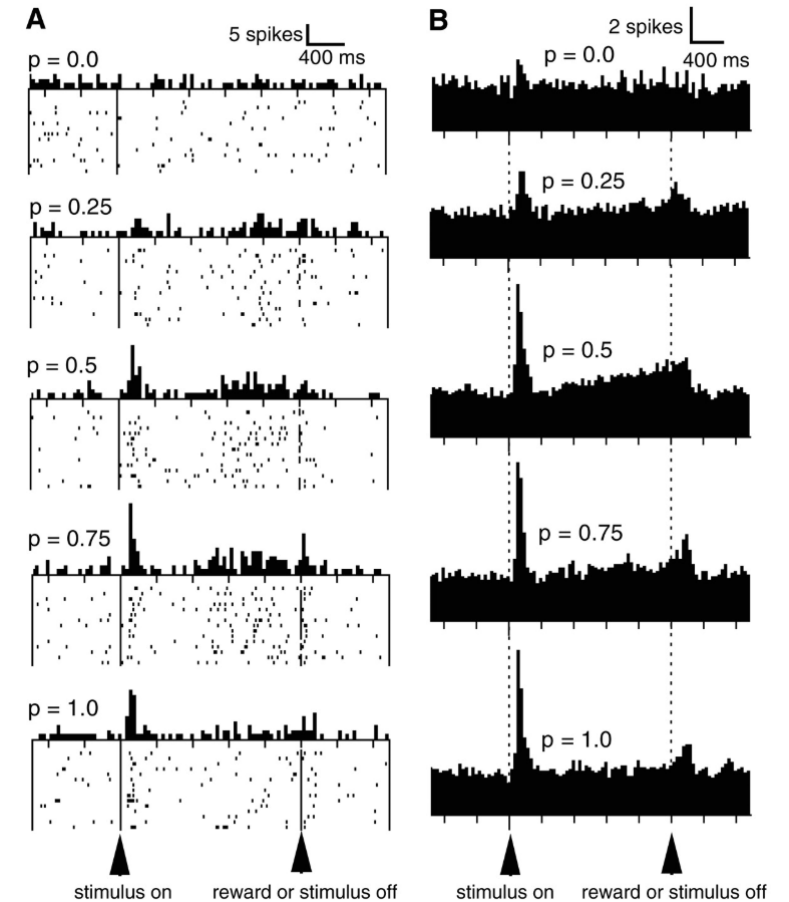 A
5 spikes
400 ms
p = 0.0
p = 0.25
p = 0.5
p = 0.75
p = 1.0
stimulus on
reward or stimulus off
B
2 spikes
400 ms
p = 0.0
p = 0.25
p = 0.5
p = 0.75
p = 1.0
stimulus on
reward or stimulus off